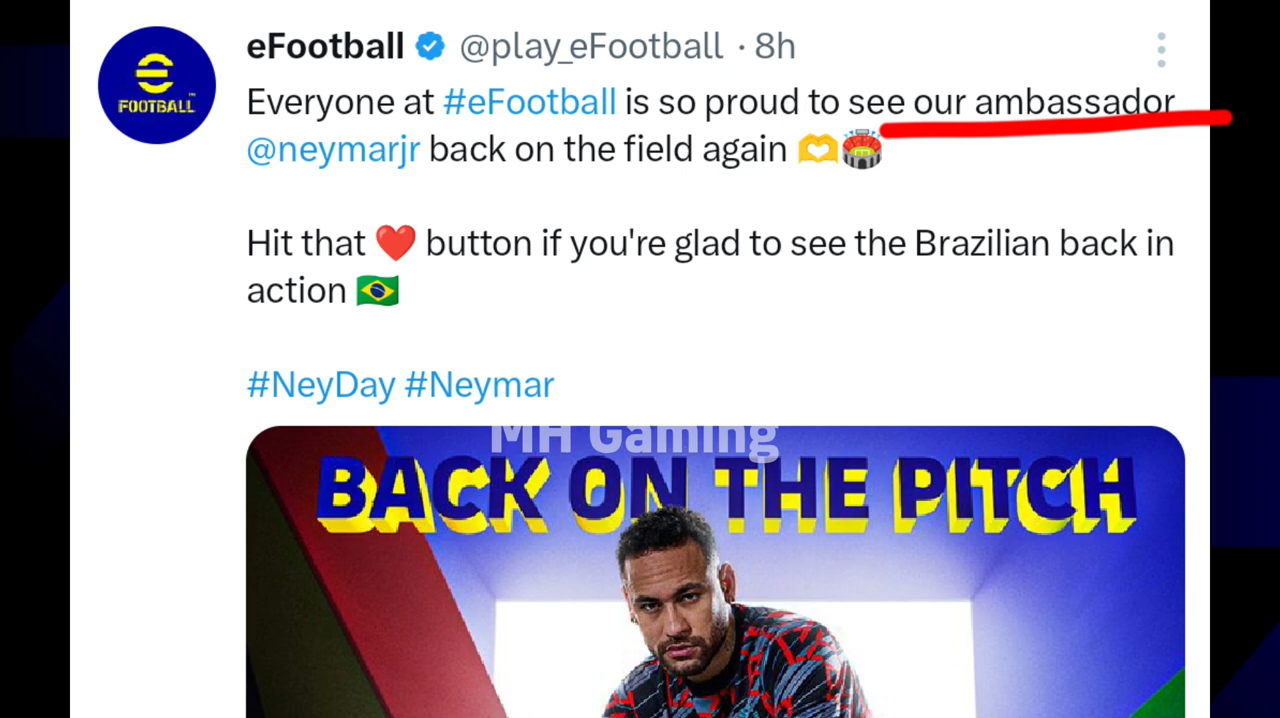 eFootball @play_eFootball · 8h
FOOTBALL™
Everyone at #eFootball is so proud to see our ambassador
@neymarjr back on the field again 🫶🏟️
Hit that ❤️ button if you're glad to see the Brazilian back in
action 🇧🇷
#NeyDay #Neymar
MH Gaming
BACK ON THE PITCH